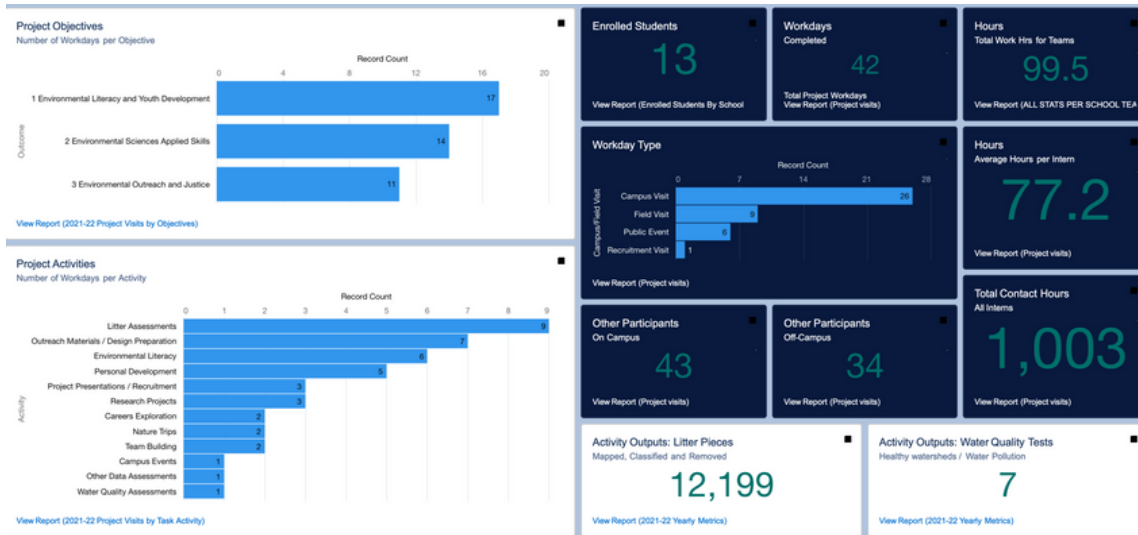 Project Objectives
Number of Workdays per Objective
Record Count
0 4 8 12 16 20
Outcome
1 Environmental Literacy and Youth Development 17
2 Environmental Sciences Applied Skills 14
3 Environmental Outreach and Justice 11
View Report (2021-22 Project Visits by Objectives)
Project Activities
Number of Workdays per Activity
Record Count
0 1 2 3 4 5 6 7 8 9
Activity
Litter Assessments 9
Outreach Materials / Design Preparation 7
Environmental Literacy 6
Personal Development 5
Project Presentations / Recruitment 3
Research Projects 3
Careers Exploration 2
Nature Trips 2
Team Building 2
Campus Events 1
Other Data Assessments 1
Water Quality Assessments 1
View Report (2021-22 Project Visits by Task Activity)
Enrolled Students
13
View Report (Enrolled Students By School
Workdays
Completed
42
Total Project Workdays
View Report (Project visits)
Hours
Total Work Hrs for Teams
99.5
View Report (ALL STATS PER SCHOOL TEA
Workday Type
Record Count
0 7 14 21 28
Campus/Field Visit
Campus Visit 26
Field Visit 9
Public Event 6
Recruitment Visit 1
View Report (Project visits)
Hours
Average Hours per Intern
77.2
View Report (Project visits)
Other Participants
On Campus
43
View Report (Project visits)
Other Participants
Off-Campus
34
View Report (Project visits)
Total Contact Hours
All Interns
1,003
View Report (Project visits)
Activity Outputs: Litter Pieces
Mapped, Classified and Removed
12,199
View Report (2021-22 Yearly Metrics)
Activity Outputs: Water Quality Tests
Healthy watersheds / Water Pollution
7
View Report (2021-22 Yearly Metrics)